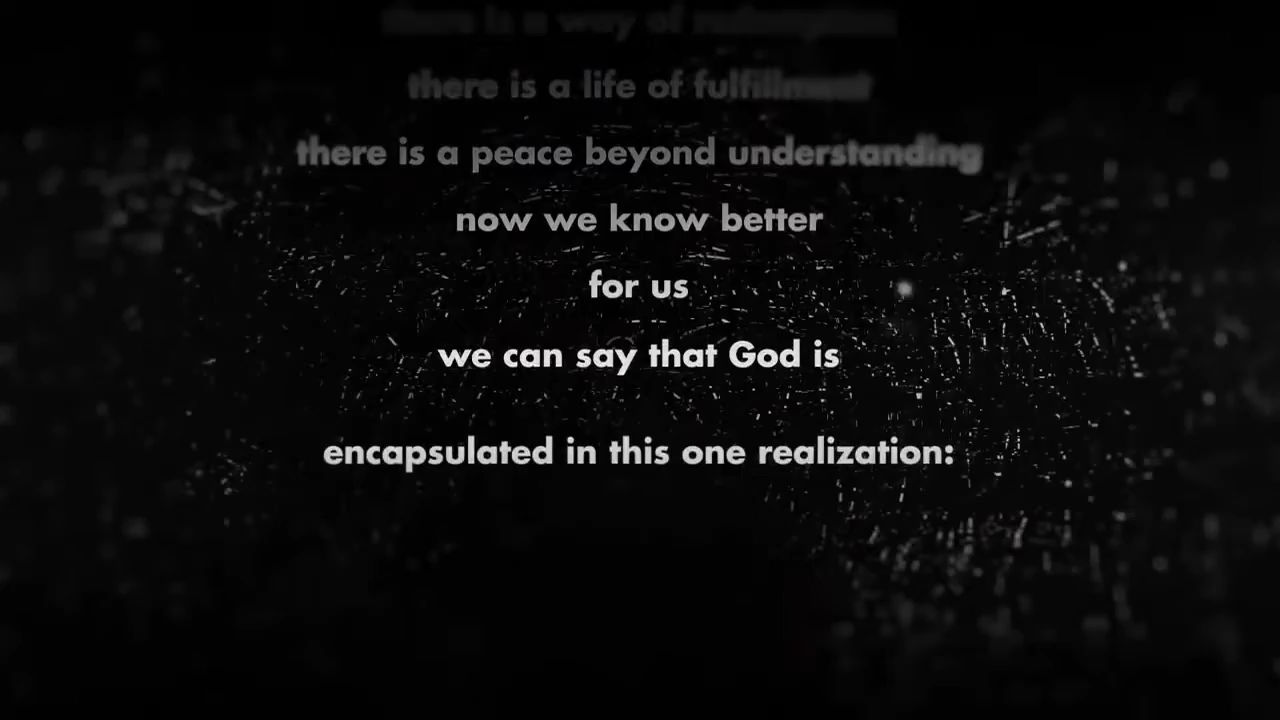 there is a way of redemption
there is a life of fulfillment
there is a peace beyond understanding
now we know better
for us
we can say that God is
encapsulated in this one realization: